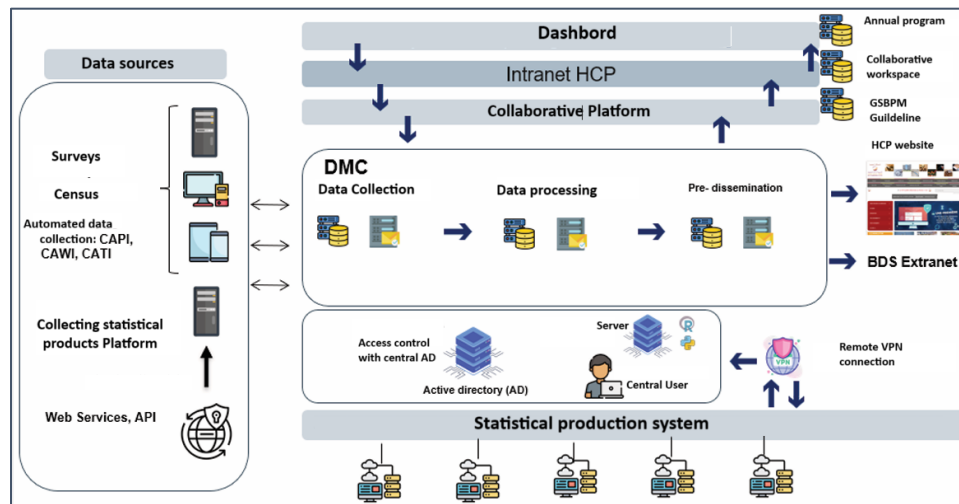 Data sources
Surveys
Census
Automated data
collection: CAPI,
CAWI, CATI
Collecting statistical
products Platform
Web Services, API
Dashbord
Intranet HCP
Collaborative Platform
Annual program
Collaborative
workspace
GSBPM
Guildeline
DMC
Data Collection
Data processing
Pre- dissemination
HCP website
BDS Extranet
Access control
with central AD
Active directory (AD)
Server
R
Central User
VPN
Remote VPN
connection
Statistical production system